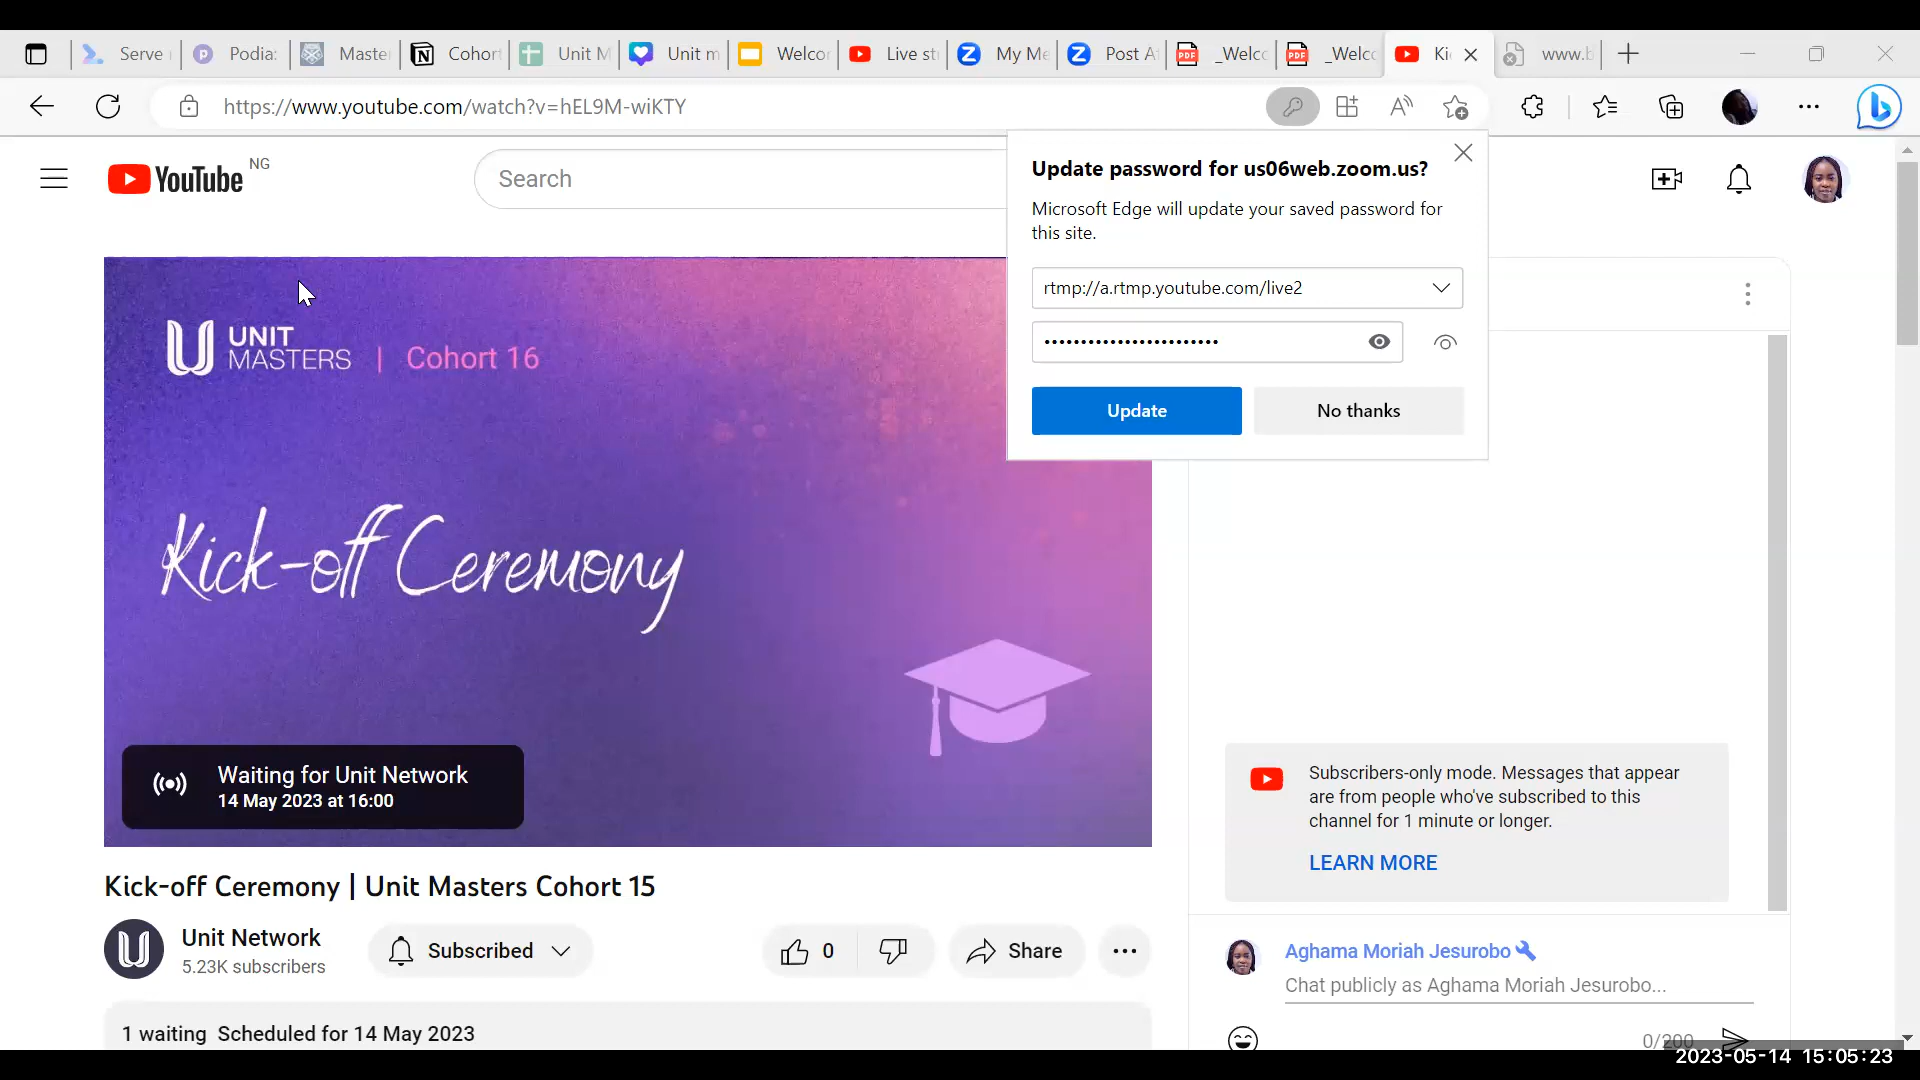 Serve
Podia:
Master
Cohort
Unit M
Unit m
Welcor
Live st
My Me
Post A
_Welco
_Welco
Ki
www.b
https://www.youtube.com/watch?v=hEL9M-wiKTY
YouTube NG
Search
Update password for us06web.zoom.us?
Microsoft Edge will update your saved password for
this site.
rtmp://a.rtmp.youtube.com/live2
Update
No thanks
UNIT
MASTERS | Cohort 16
Kick-off Ceremony
Waiting for Unit Network
14 May 2023 at 16:00
Subscribers-only mode. Messages that appear
are from people who've subscribed to this
channel for 1 minute or longer.
LEARN MORE
Kick-off Ceremony | Unit Masters Cohort 15
Unit Network
5.23K subscribers
Subscribed
0
Share
Aghama Moriah Jesurobo
Chat publicly as Aghama Moriah Jesurobo...
1 waiting Scheduled for 14 May 2023
0/200
2023-05-14 15:05:23